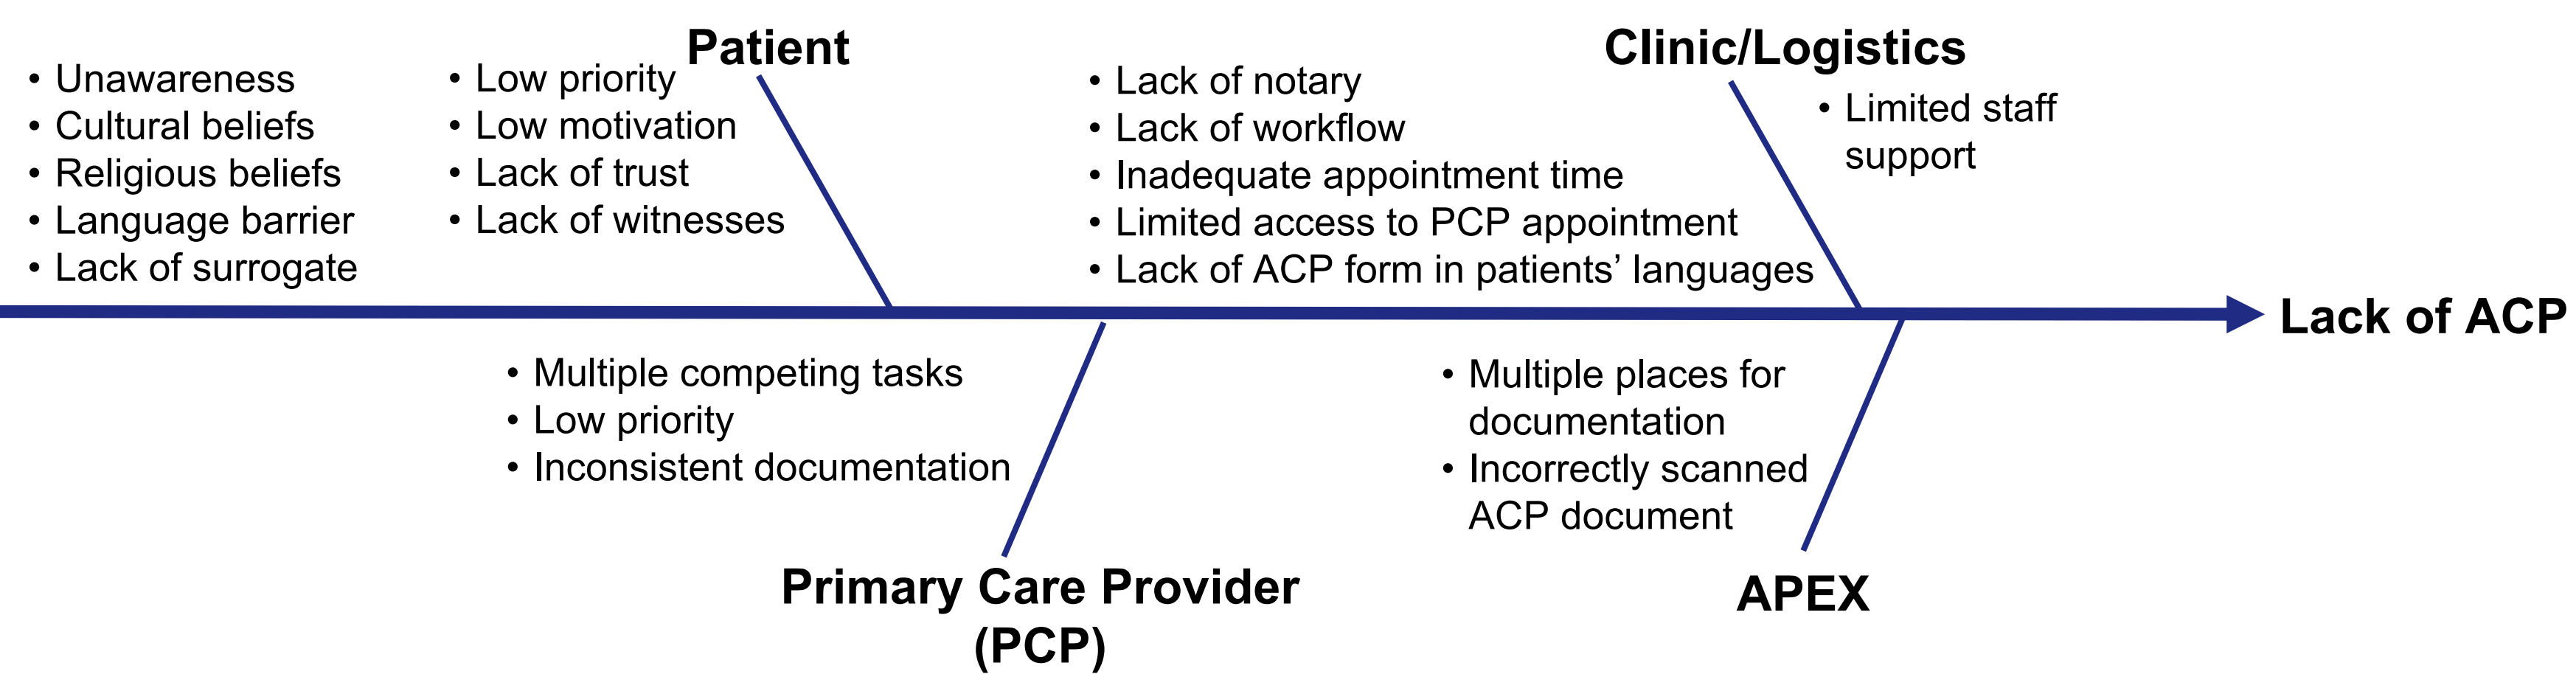 Patient
• Unawareness
• Cultural beliefs
• Religious beliefs
• Language barrier
• Lack of surrogate
• Low priority
• Low motivation
• Lack of trust
• Lack of witnesses
Clinic/Logistics
• Lack of notary
• Lack of workflow
• Inadequate appointment time
• Limited access to PCP appointment
• Lack of ACP form in patients’ languages
• Limited staff
support
Lack of ACP
• Multiple competing tasks
• Low priority
• Inconsistent documentation
Primary Care Provider
(PCP)
• Multiple places for
documentation
• Incorrectly scanned
ACP document
APEX